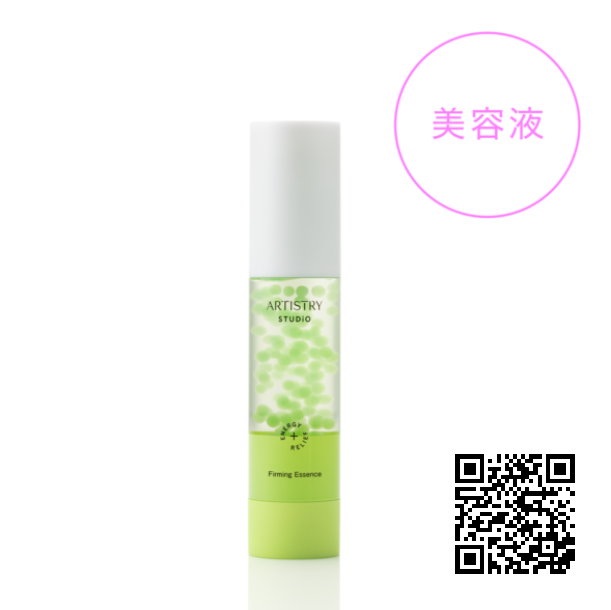 美容液
ARTISTRY
STUDIO
ENERGY
+
RELIEF
Firming Essence